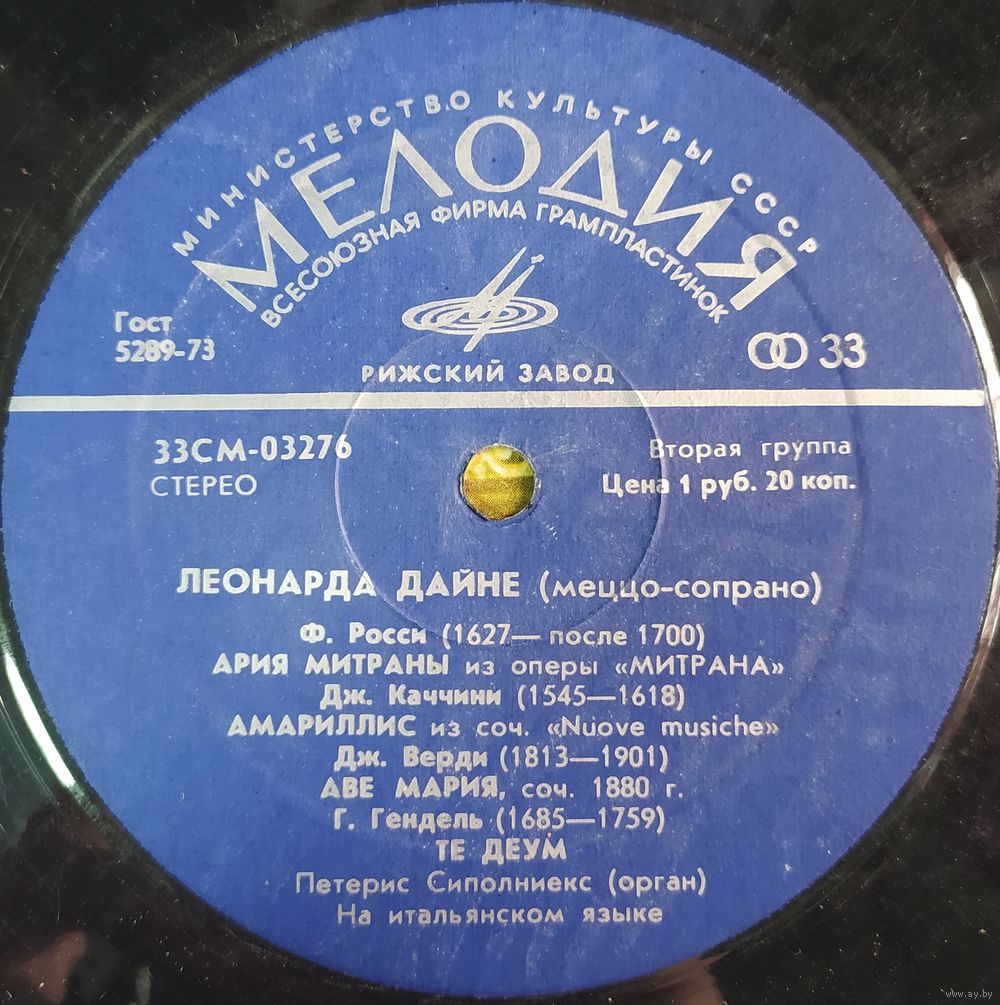 МИНИСТЕРСТВО КУЛЬТУРЫ СССР
МЕЛОДИЯ
ВСЕСОЮЗНАЯ ФИРМА ГРАМПЛАСТИНОК
Гост
5289-73
33
РИЖСКИЙ ЗАВОД
33СМ-03276
СТЕРЕО
Вторая группа
Цена 1 руб. 20 коп.
ЛЕОНАРДА ДАЙНЕ (меццо-сопрано)
Ф. Росси (1627— после 1700)
АРИЯ МИТРАНЫ из оперы «МИТРАНА»
Дж. Каччини (1545—1618)
АМАРИЛЛИС из соч. «Nuove musiche»
Дж. Верди (1813—1901)
АВЕ МАРИЯ, соч. 1880 г.
Г. Гендель (1685—1759)
ТЕ ДЕУМ
Петерис Сиполниекс (орган)
На итальянском языке
www.ay.by